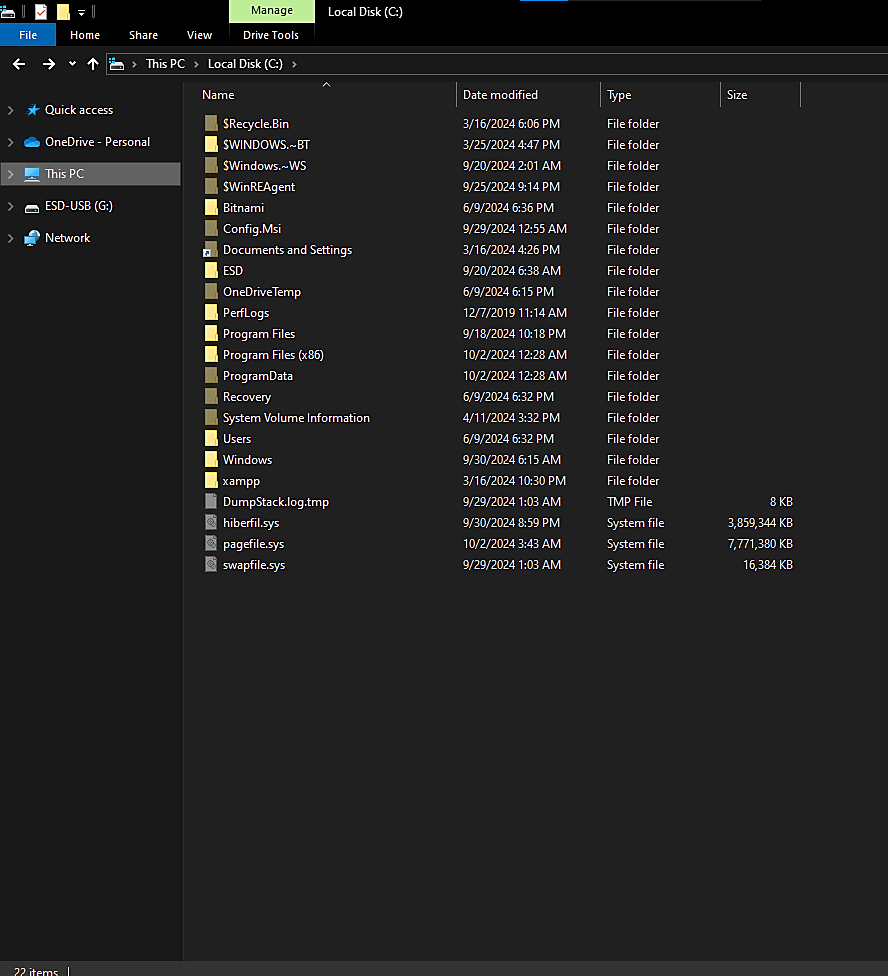 Manage Local Disk (C:)
File Home Share View Drive Tools
This PC Local Disk (C:)
Name Date modified Type Size
Quick access
OneDrive - Personal
This PC
ESD-USB (G:)
Network
$Recycle.Bin 3/16/2024 6:06 PM File folder
$WINDOWS.~BT 3/25/2024 4:47 PM File folder
$Windows.~WS 9/20/2024 2:01 AM File folder
$WinREAgent 9/25/2024 9:14 PM File folder
Bitnami 6/9/2024 6:36 PM File folder
Config.Msi 9/29/2024 12:55 AM File folder
Documents and Settings 3/16/2024 4:26 PM File folder
ESD 9/20/2024 6:38 AM File folder
OneDriveTemp 6/9/2024 6:15 PM File folder
PerfLogs 12/7/2019 11:14 AM File folder
Program Files 9/18/2024 10:18 PM File folder
Program Files (x86) 10/2/2024 12:28 AM File folder
ProgramData 10/2/2024 12:28 AM File folder
Recovery 6/9/2024 6:32 PM File folder
System Volume Information 4/11/2024 3:32 PM File folder
Users 6/9/2024 6:32 PM File folder
Windows 9/30/2024 6:15 AM File folder
xampp 3/16/2024 10:30 PM File folder
DumpStack.log.tmp 9/29/2024 1:03 AM TMP File 8 KB
hiberfil.sys 9/30/2024 8:59 PM System file 3,859,344 KB
pagefile.sys 10/2/2024 3:43 AM System file 7,771,380 KB
swapfile.sys 9/29/2024 1:03 AM System file 16,384 KB
22 items